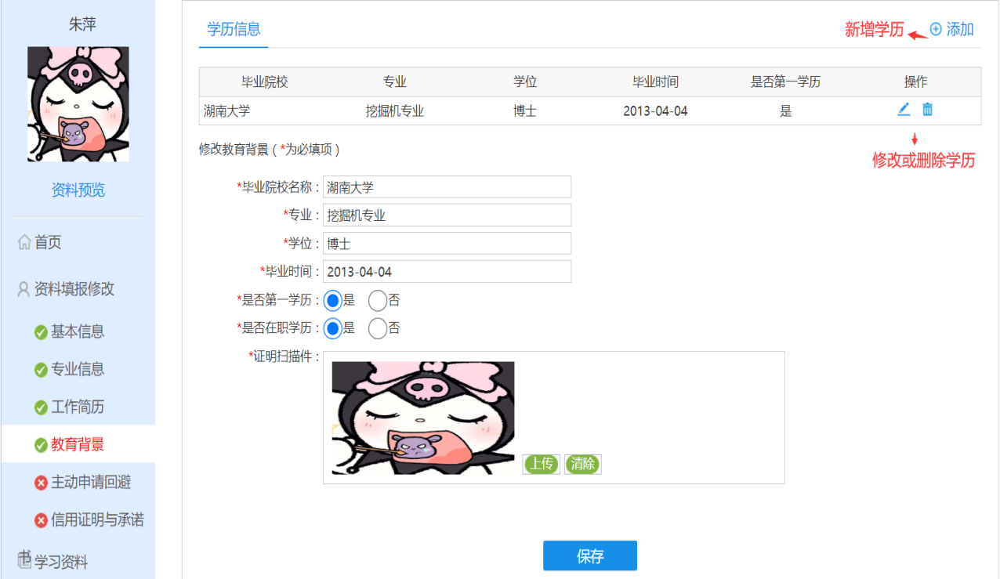 朱萍
资料预览
首页
资料填报修改
基本信息
专业信息
工作简历
教育背景
主动申请回避
信用证明与承诺
学习资料
学历信息
新增学历 添加
毕业院校 专业 学位 毕业时间 是否第一学历 操作
湖南大学 挖掘机专业 博士 2013-04-04 是
修改或删除学历
修改教育背景 ( *为必填项 )
*毕业院校名称 : 湖南大学
*专业 : 挖掘机专业
*学位 : 博士
*毕业时间 : 2013-04-04
*是否第一学历 : 是 否
*是否在职学历 : 是 否
*证明扫描件 :
上传 清除
保存